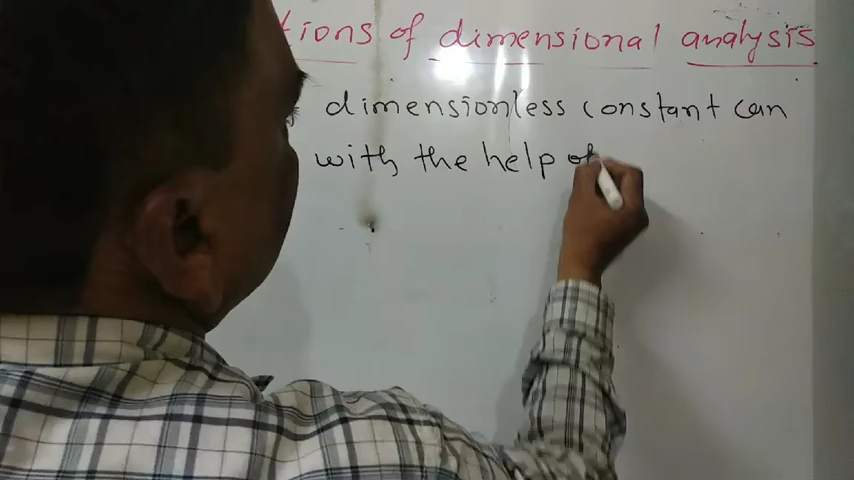 tions of dimensional analysis
dimensionless constant can
with the help of